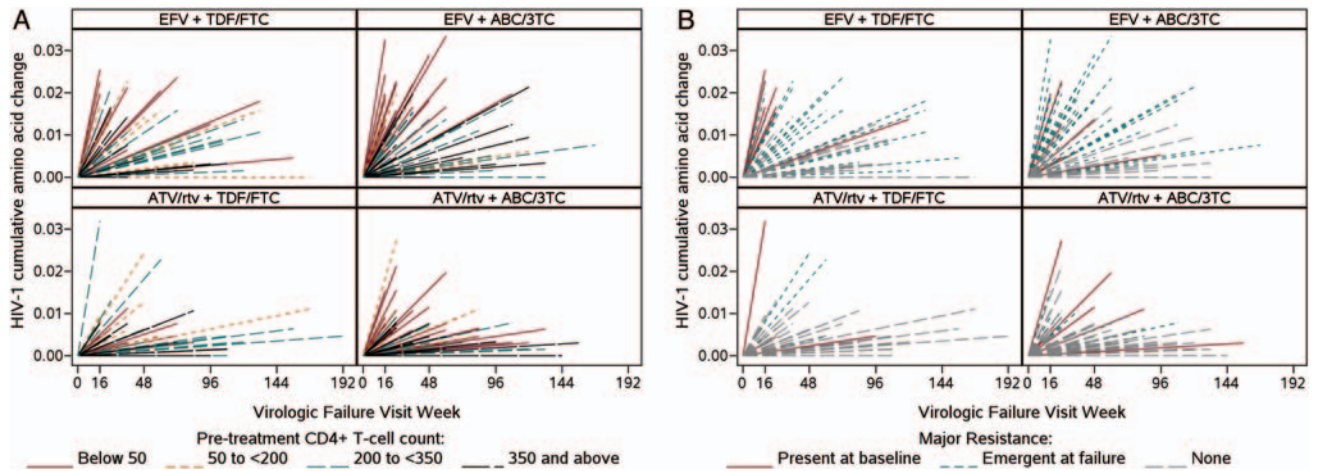 A
EFV + TDF/FTC
EFV + ABC/3TC
0.03
0.02
0.01
0.00
ATV/rtv + TDF/FTC
ATV/rtv + ABC/3TC
0.03
0.02
0.01
0.00
HIV-1 cumulative amino acid change
0 16 48 96 144 192 0 16 48 96 144 192
Virologic Failure Visit Week
Pre-treatment CD4+ T-cell count:
Below 50 50 to <200 200 to <350 350 and above
B
EFV + TDF/FTC
EFV + ABC/3TC
0.03
0.02
0.01
0.00
ATV/rtv + TDF/FTC
ATV/rtv + ABC/3TC
0.03
0.02
0.01
0.00
HIV-1 cumulative amino acid change
0 16 48 96 144 192 0 16 48 96 144 192
Virologic Failure Visit Week
Major Resistance:
Present at baseline Emergent at failure None